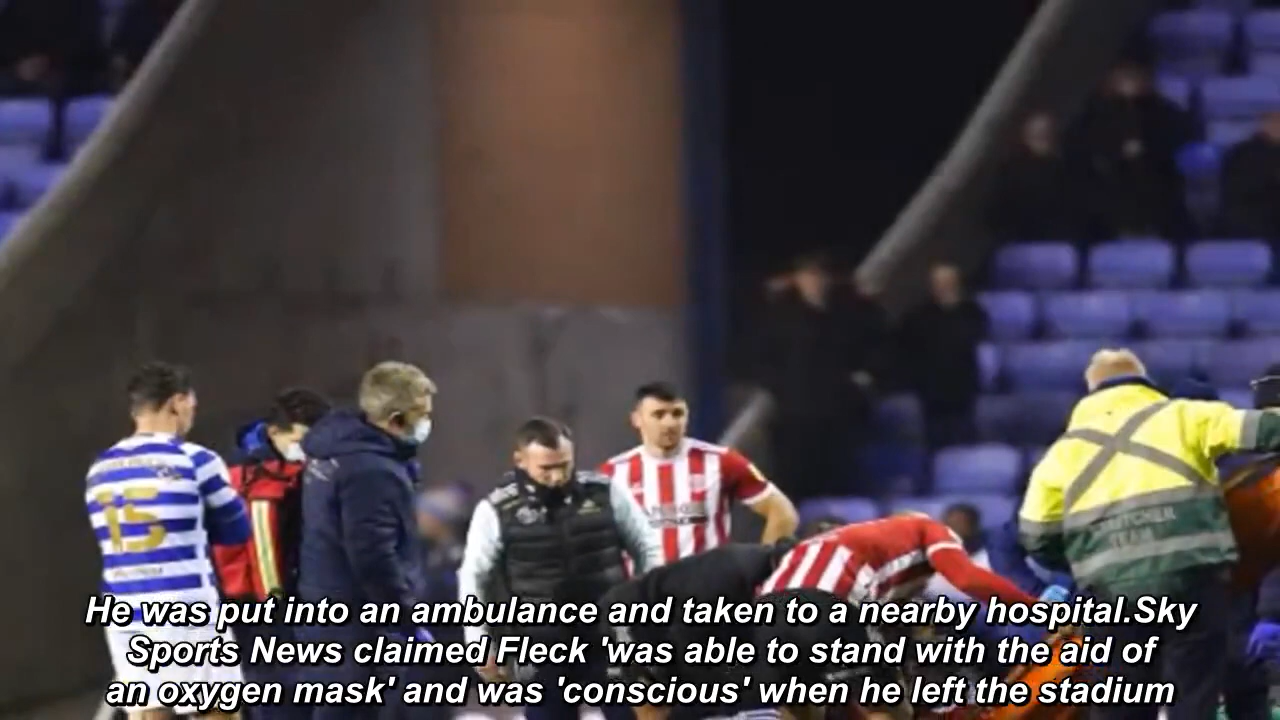 15
He was put into an ambulance and taken to a nearby hospital.Sky
Sports News claimed Fleck 'was able to stand with the aid of
an oxygen mask' and was 'conscious' when he left the stadium